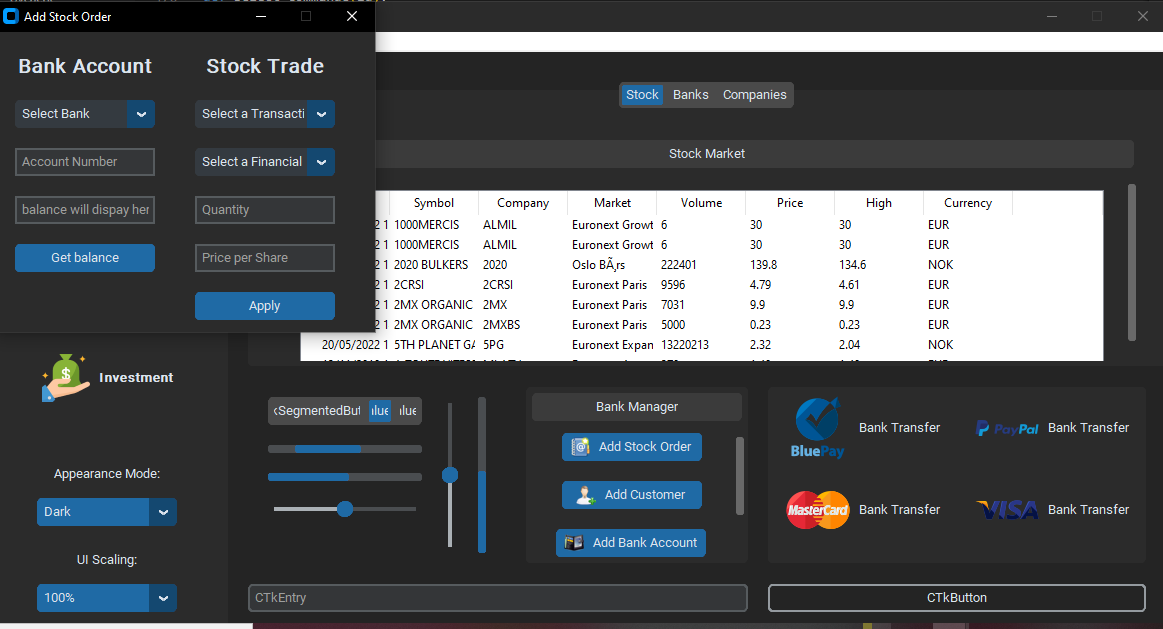 Add Stock Order
Bank Account
Stock Trade
Select Bank
Select a Transacti
Account Number
Select a Financial
balance will dispay her
Quantity
Get balance
Price per Share
Apply
Stock Banks Companies
Stock Market
Symbol Company Market Volume Price High Currency
2 1 1000MERCIS ALMIL Euronext Growt 6 30 30 EUR
2 1 1000MERCIS ALMIL Euronext Growt 6 30 30 EUR
2 1 2020 BULKERS 2020 Oslo BÃ¸rs 222401 139.8 134.6 NOK
2 1 2CRSI 2CRSI Euronext Paris 9596 4.79 4.61 EUR
2 1 2MX ORGANIC 2MX Euronext Paris 7031 9.9 9.9 EUR
2 1 2MX ORGANIC 2MXBS Euronext Paris 5000 0.23 0.23 EUR
20/05/2022 1 5TH PLANET GA 5PG Euronext Expan 13220213 2.32 2.04 NOK
Investment
Appearance Mode:
Dark
UI Scaling:
100%
kSegmentedBut alue alue
Bank Manager
Add Stock Order
Add Customer
Add Bank Account
BluePay
Bank Transfer
PayPal
Bank Transfer
MasterCard
Bank Transfer
VISA
Bank Transfer
CTkEntry
CTkButton